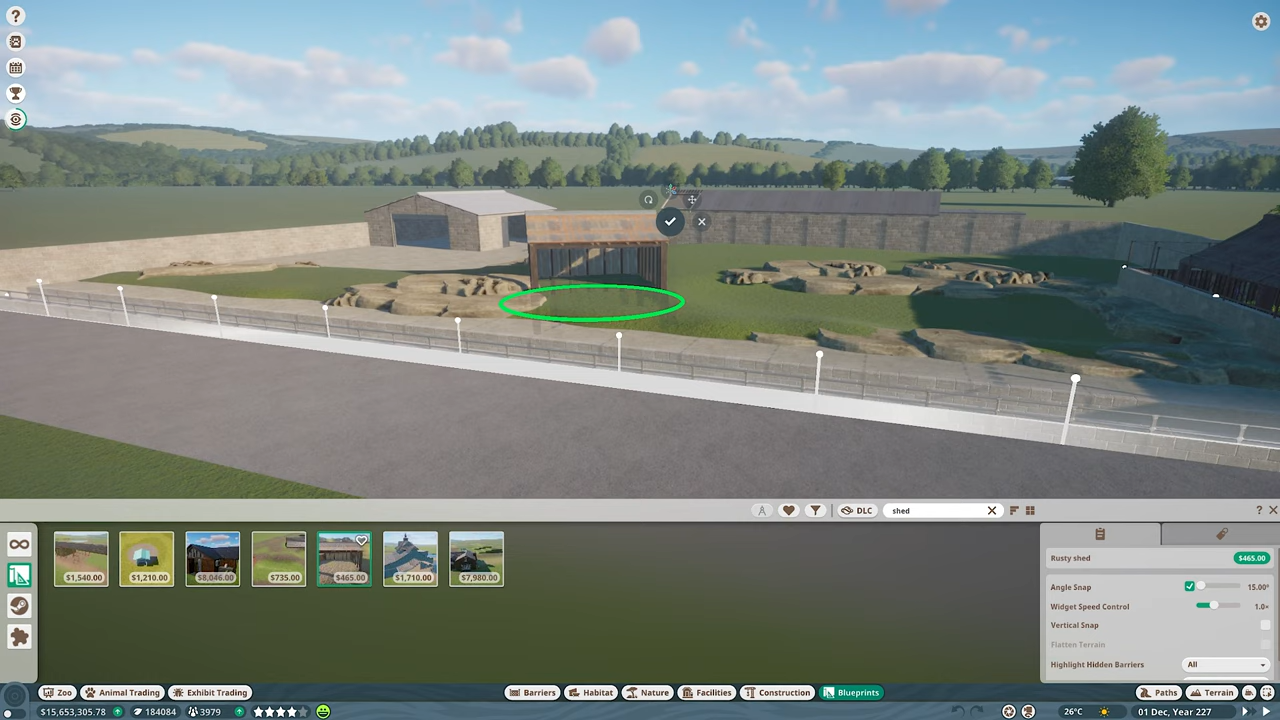 ?
DLC
shed
?
$1,540.00
$1,210.00
$8,046.00
$735.00
$465.00
$1,710.00
$7,980.00
Rusty shed
$465.00
Angle Snap
15.00°
Widget Speed Control
1.0×
Vertical Snap
Flatten Terrain
Highlight Hidden Barriers
All
Zoo
Animal Trading
Exhibit Trading
Barriers
Habitat
Nature
Facilities
Construction
Blueprints
Paths
Terrain
$15,653,305.78
184084
3979
26°C
01 Dec, Year 227